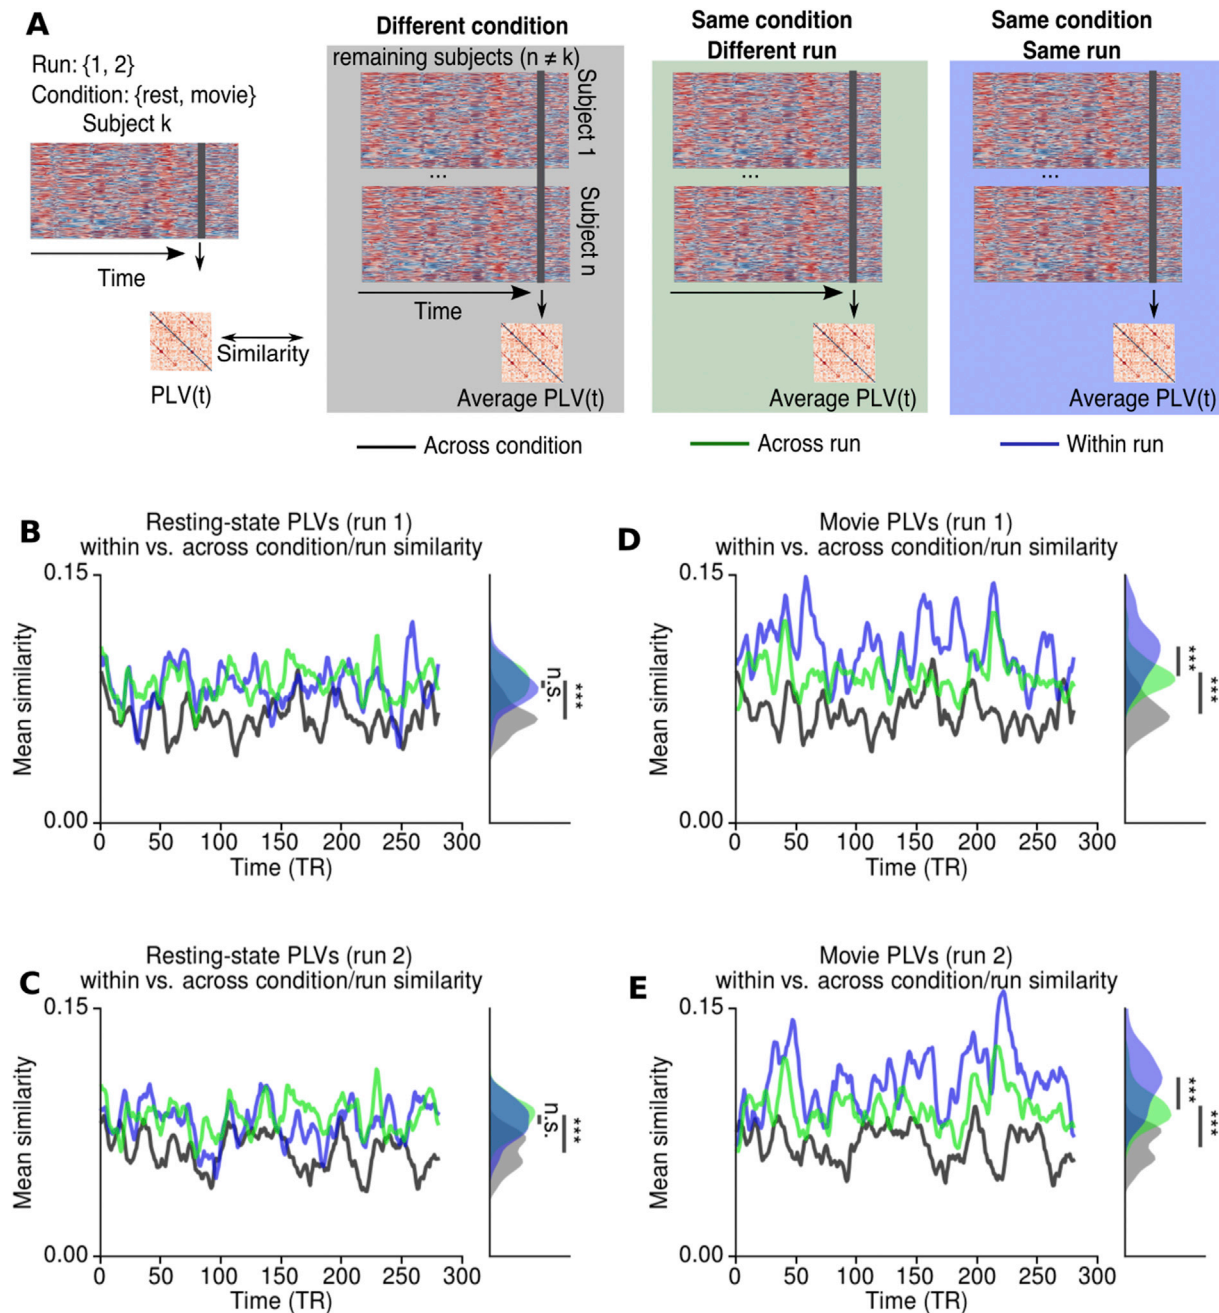 A
Run: {1, 2}
Condition: {rest, movie}
Subject k
Time
PLV(t)
Similarity
Different condition
remaining subjects (n ≠ k)
Subject 1
...
Subject n
Time
Average PLV(t)
Same condition
Different run
...
Average PLV(t)
Same condition
Same run
...
Average PLV(t)
Across condition
Across run
Within run
B
Resting-state PLVs (run 1)
within vs. across condition/run similarity
Mean similarity
0.15
0.00
0 50 100 150 200 250 300
Time (TR)
n.s.
***
D
Movie PLVs (run 1)
within vs. across condition/run similarity
Mean similarity
0.15
0.00
0 50 100 150 200 250 300
Time (TR)
***
***
C
Resting-state PLVs (run 2)
within vs. across condition/run similarity
Mean similarity
0.15
0.00
0 50 100 150 200 250 300
Time (TR)
n.s.
***
E
Movie PLVs (run 2)
within vs. across condition/run similarity
Mean similarity
0.15
0.00
0 50 100 150 200 250 300
Time (TR)
***
***